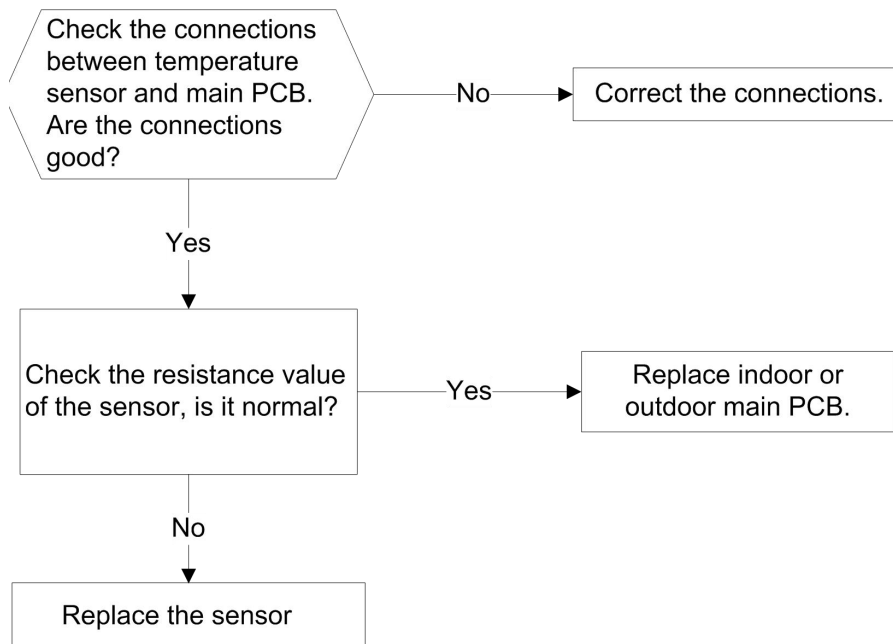 Check the connections
between temperature
sensor and main PCB.
Are the connections
good?
No
Correct the connections.
Yes
Check the resistance value
of the sensor, is it normal?
Yes
Replace indoor or
outdoor main PCB.
No
Replace the sensor